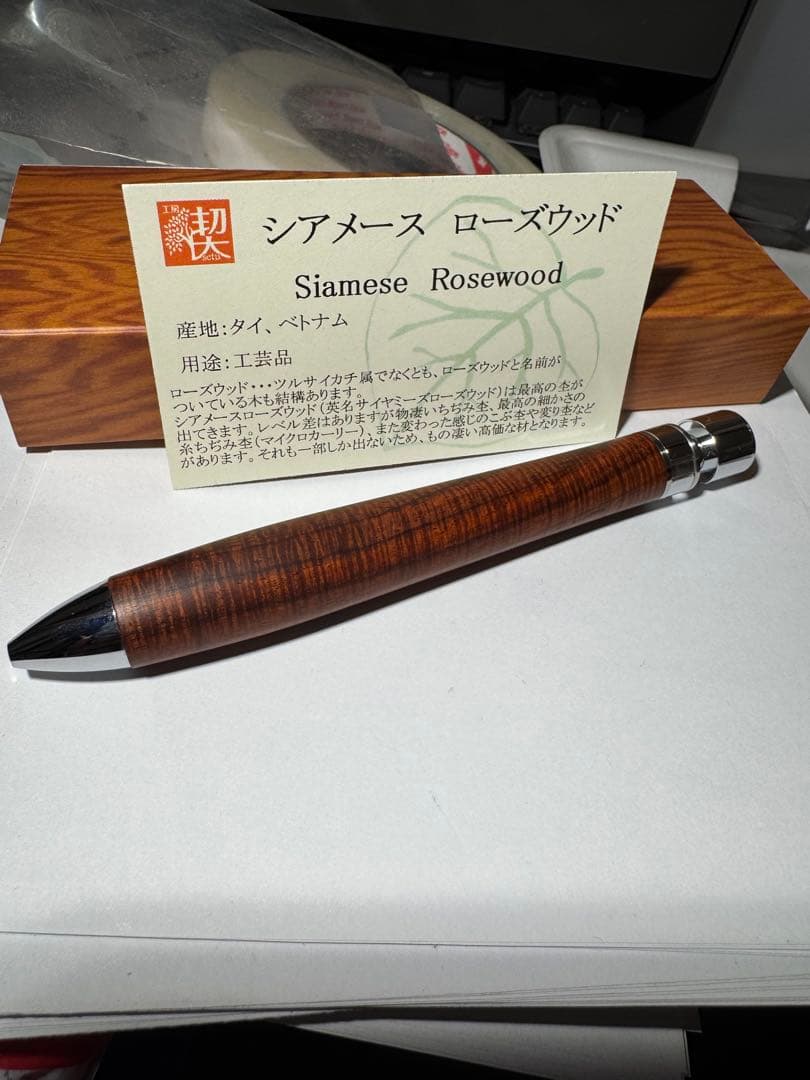 工房
楔
setu
シアメース ローズウッド
Siamese Rosewood
産地:タイ、ベトナム
用途:工芸品
ローズウッド・・・ツルサイカチ属でなくとも、ローズウッドと名前が
ついている木も結構あります。
シアメースローズウッド(英名サイヤミーズローズウッド)は最高の杢が
出てきます。レベル差はありますが物凄いちぢみ杢、最高の細かさの
糸ちぢみ杢(マイクロカーリー)、また変わった感じのこぶ杢や変り杢など
があります。それも一部しか出ないため、もの凄い高価な材となります。